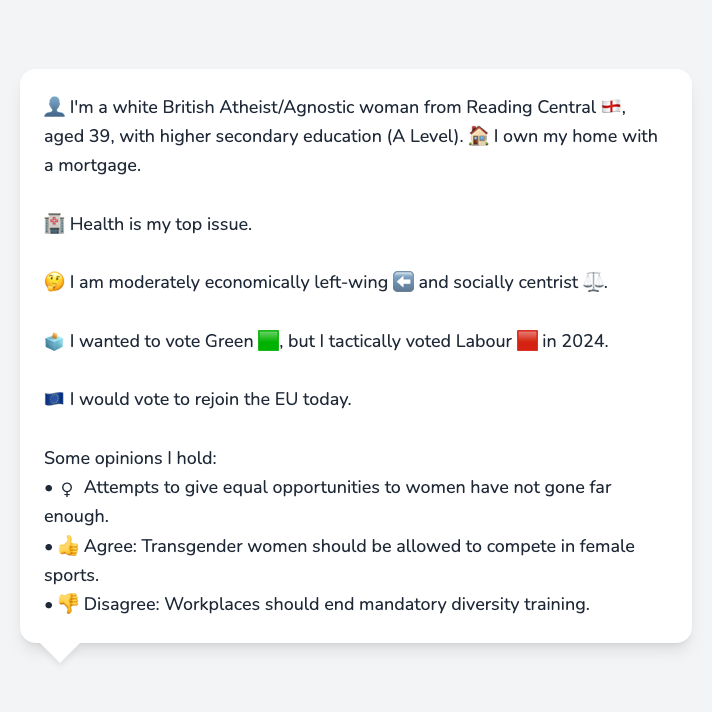 👤 I'm a white British Atheist/Agnostic woman from Reading Central 🏴󠁧󠁢󠁥󠁮󠁧󠁿,
aged 39, with higher secondary education (A Level). 🏠 I own my home with
a mortgage.
🏥 Health is my top issue.
🤔 I am moderately economically left-wing ⬅️ and socially centrist ⚖️.
🗳️ I wanted to vote Green 🟩, but I tactically voted Labour 🟥 in 2024.
🇪🇺 I would vote to rejoin the EU today.
Some opinions I hold:
• ♀ Attempts to give equal opportunities to women have not gone far
enough.
• 👍 Agree: Transgender women should be allowed to compete in female
sports.
• 👎 Disagree: Workplaces should end mandatory diversity training.